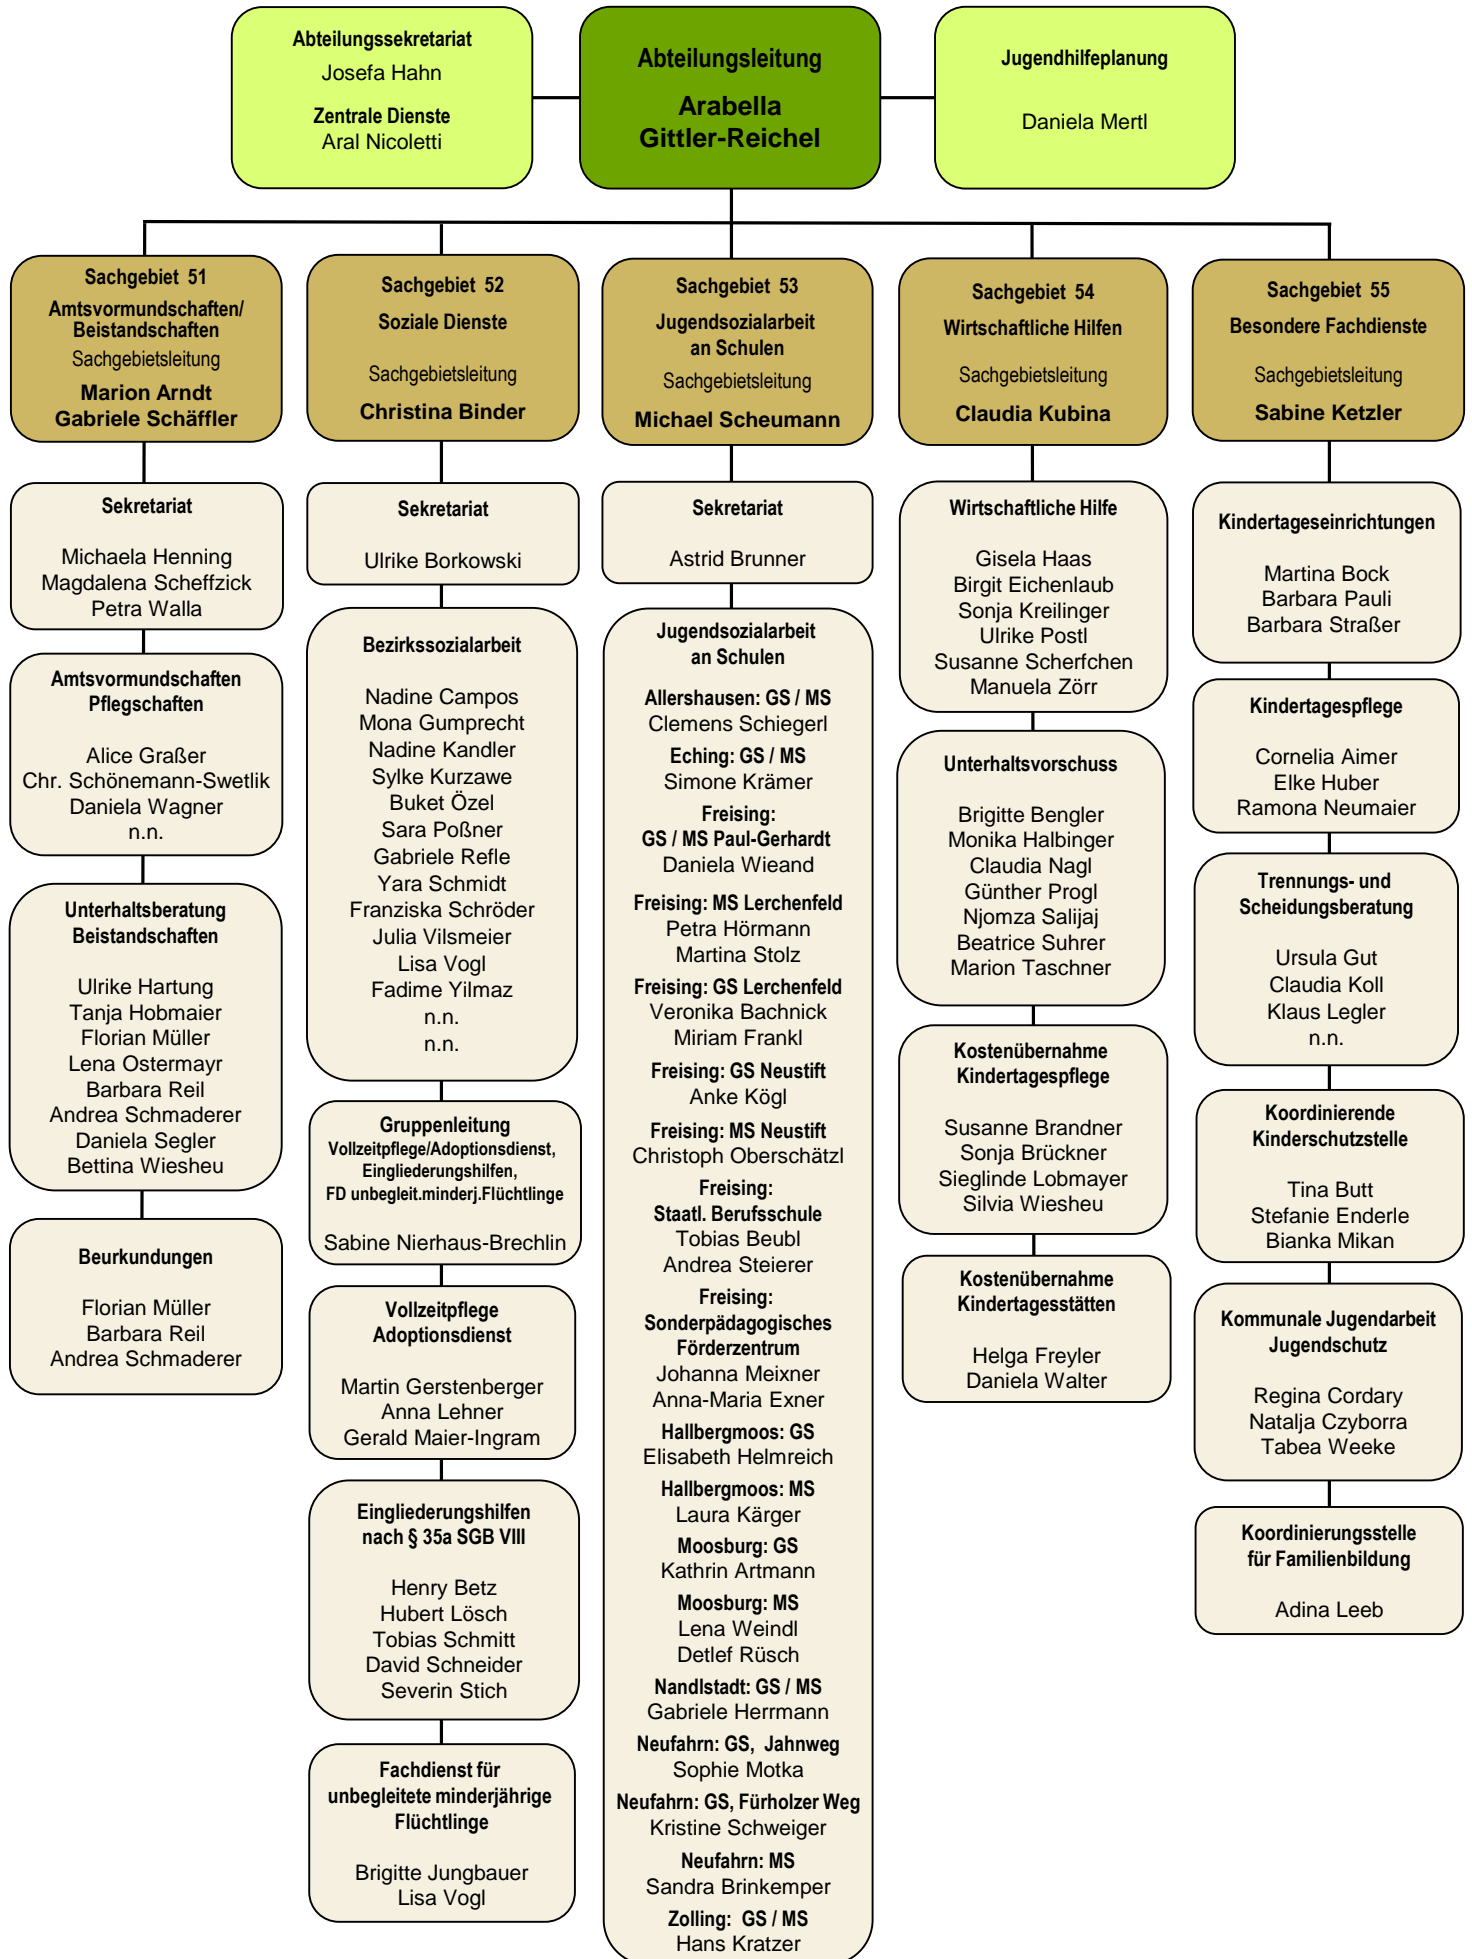 Abteilungssekretariat
Josefa Hahn
Zentrale Dienste
Aral Nicoletti
Abteilungsleitung
Arabella
Gittler-Reichel
Jugendhilfeplanung
Daniela Mertl
Sachgebiet 51
Amtsvormundschaften/
Beistandschaften
Sachgebietsleitung
Marion Arndt
Gabriele Schäffler
Sekretariat
Michaela Henning
Magdalena Scheffzick
Petra Walla
Amtsvormundschaften
Pflegschaften
Alice Graßer
Chr. Schönemann-Swetlik
Daniela Wagner
n.n.
Unterhaltsberatung
Beistandschaften
Ulrike Hartung
Tanja Hobmaier
Florian Müller
Lena Ostermayr
Barbara Reil
Andrea Schmaderer
Daniela Segler
Bettina Wiesheu
Beurkundungen
Florian Müller
Barbara Reil
Andrea Schmaderer
Sachgebiet 52
Soziale Dienste
Sachgebietsleitung
Christina Binder
Sekretariat
Ulrike Borkowski
Bezirkssozialarbeit
Nadine Campos
Mona Gumprecht
Nadine Kandler
Sylke Kurzawe
Buket Özel
Sara Poßner
Gabriele Refle
Yara Schmidt
Franziska Schröder
Julia Vilsmeier
Lisa Vogl
Fadime Yilmaz
n.n.
n.n.
Gruppenleitung
Vollzeitpflege/Adoptionsdienst,
Eingliederungshilfen,
FD unbegleit.minderj.Flüchtlinge
Sabine Nierhaus-Brechlin
Vollzeitpflege
Adoptionsdienst
Martin Gerstenberger
Anna Lehner
Gerald Maier-Ingram
Eingliederungshilfen
nach § 35a SGB VIII
Henry Betz
Hubert Lösch
Tobias Schmitt
David Schneider
Severin Stich
Fachdienst für
unbegleitete minderjährige
Flüchtlinge
Brigitte Jungbauer
Lisa Vogl
Sachgebiet 53
Jugendsozialarbeit
an Schulen
Sachgebietsleitung
Michael Scheumann
Sekretariat
Astrid Brunner
Jugendsozialarbeit
an Schulen
Allershausen: GS / MS
Clemens Schiegerl
Eching: GS / MS
Simone Krämer
Freising:
GS / MS Paul-Gerhardt
Daniela Wieand
Freising: MS Lerchenfeld
Petra Hörmann
Martina Stolz
Freising: GS Lerchenfeld
Veronika Bachnick
Miriam Frankl
Freising: GS Neustift
Anke Kögl
Freising: MS Neustift
Christoph Oberschätzl
Freising:
Staatl. Berufsschule
Tobias Beubl
Andrea Steierer
Freising:
Sonderpädagogisches
Förderzentrum
Johanna Meixner
Anna-Maria Exner
Hallbergmoos: GS
Elisabeth Helmreich
Hallbergmoos: MS
Laura Kärger
Moosburg: GS
Kathrin Artmann
Moosburg: MS
Lena Weindl
Detlef Rüsch
Nandlstadt: GS / MS
Gabriele Herrmann
Neufahrn: GS, Jahnweg
Sophie Motka
Neufahrn: GS, Fürholzer Weg
Kristine Schweiger
Neufahrn: MS
Sandra Brinkemper
Zolling: GS / MS
Hans Kratzer
Sachgebiet 54
Wirtschaftliche Hilfen
Sachgebietsleitung
Claudia Kubina
Wirtschaftliche Hilfe
Gisela Haas
Birgit Eichenlaub
Sonja Kreilinger
Ulrike Postl
Susanne Scherfchen
Manuela Zörr
Unterhaltsvorschuss
Brigitte Bengler
Monika Halbinger
Claudia Nagl
Günther Progl
Njomza Salijaj
Beatrice Suhrer
Marion Taschner
Kostenübernahme
Kindertagespflege
Susanne Brandner
Sonja Brückner
Sieglinde Lobmayer
Silvia Wiesheu
Kostenübernahme
Kindertagesstätten
Helga Freyler
Daniela Walter
Sachgebiet 55
Besondere Fachdienste
Sachgebietsleitung
Sabine Ketzler
Kindertageseinrichtungen
Martina Bock
Barbara Pauli
Barbara Straßer
Kindertagespflege
Cornelia Aimer
Elke Huber
Ramona Neumaier
Trennungs- und
Scheidungsberatung
Ursula Gut
Claudia Koll
Klaus Legler
n.n.
Koordinierende
Kinderschutzstelle
Tina Butt
Stefanie Enderle
Bianka Mikan
Kommunale Jugendarbeit
Jugendschutz
Regina Cordary
Natalja Czyborra
Tabea Weeke
Koordinierungsstelle
für Familienbildung
Adina Leeb